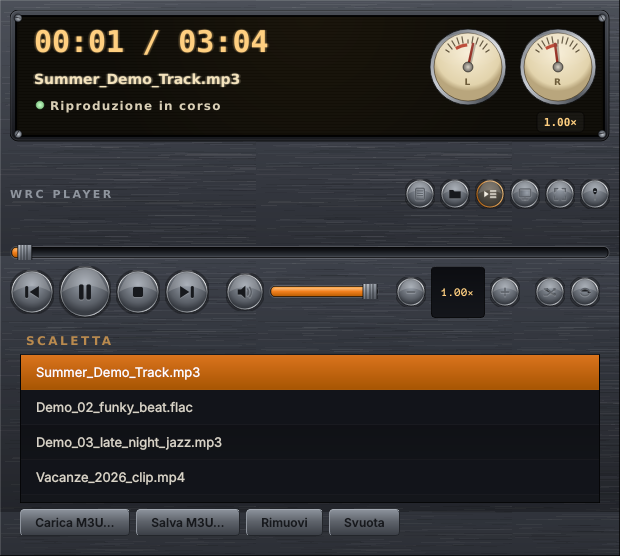 00:01 / 03:04
Summer_Demo_Track.mp3
Riproduzione in corso
L
R
1.00×
WRC PLAYER
1.00×
SCALETTA
Summer_Demo_Track.mp3
Demo_02_funky_beat.flac
Demo_03_late_night_jazz.mp3
Vacanze_2026_clip.mp4
Carica M3U... Salva M3U... Rimuovi Svuota